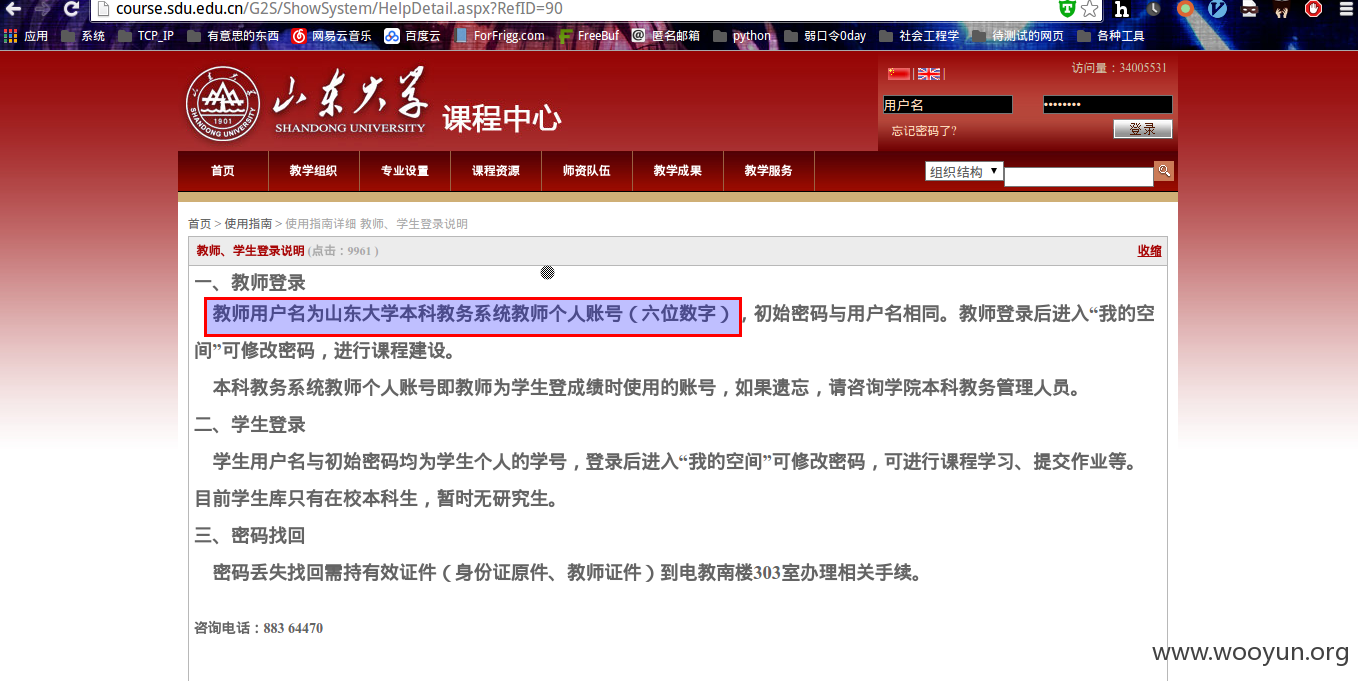 course.sdu.edu.cn/G2S/ShowSystem/HelpDetail.aspx?RefID=90
应用 系统 TCP_IP 有意思的东西 网易云音乐 百度云 ForFrigg.com FreeBuf 匿名邮箱 python 弱口令0day 社会工程学 待测试的网页 各种工具
访问量：34005531
山东大学 课程中心
SHANDONG UNIVERSITY
SHANDONG UNIVERSITY
1901
用户名 ••••••••
忘记密码了? 登录
首页 教学组织 专业设置 课程资源 师资队伍 教学成果 教学服务 组织结构
首页 > 使用指南 > 使用指南详细 教师、学生登录说明
教师、学生登录说明 (点击：9961 ) 收缩
一、教师登录
教师用户名为山东大学本科教务系统教师个人账号（六位数字），初始密码与用户名相同。教师登录后进入“我的空
间”可修改密码，进行课程建设。
本科教务系统教师个人账号即教师为学生登成绩时使用的账号，如果遗忘，请咨询学院本科教务管理人员。
二、学生登录
学生用户名与初始密码均为学生个人的学号，登录后进入“我的空间”可修改密码，可进行课程学习、提交作业等。
目前学生库只有在校本科生，暂时无研究生。
三、密码找回
密码丢失找回需持有效证件（身份证原件、教师证件）到电教南楼303室办理相关手续。
咨询电话：883 64470
www.wooyun.org